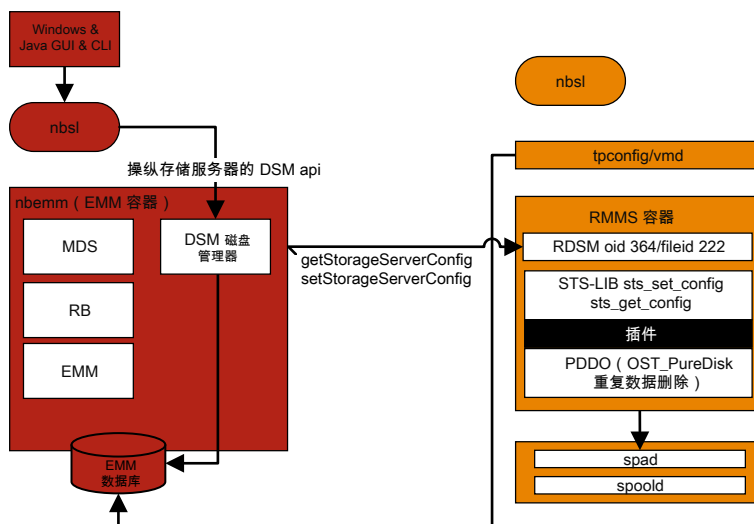 Windows &
Java GUI & CLI
nbsl
操纵存储服务器的 DSM api
nbemm（EMM 容器）
MDS
RB
EMM
DSM 磁盘
管理器
EMM
数据库
getStorageServerConfig
setStorageServerConfig
nbsl
tpconfig/vmd
RMMS 容器
RDSM oid 364/fileid 222
STS-LIB sts_set_config
sts_get_config
插件
PDDO（OST_PureDisk
重复数据删除）
spad
spoold